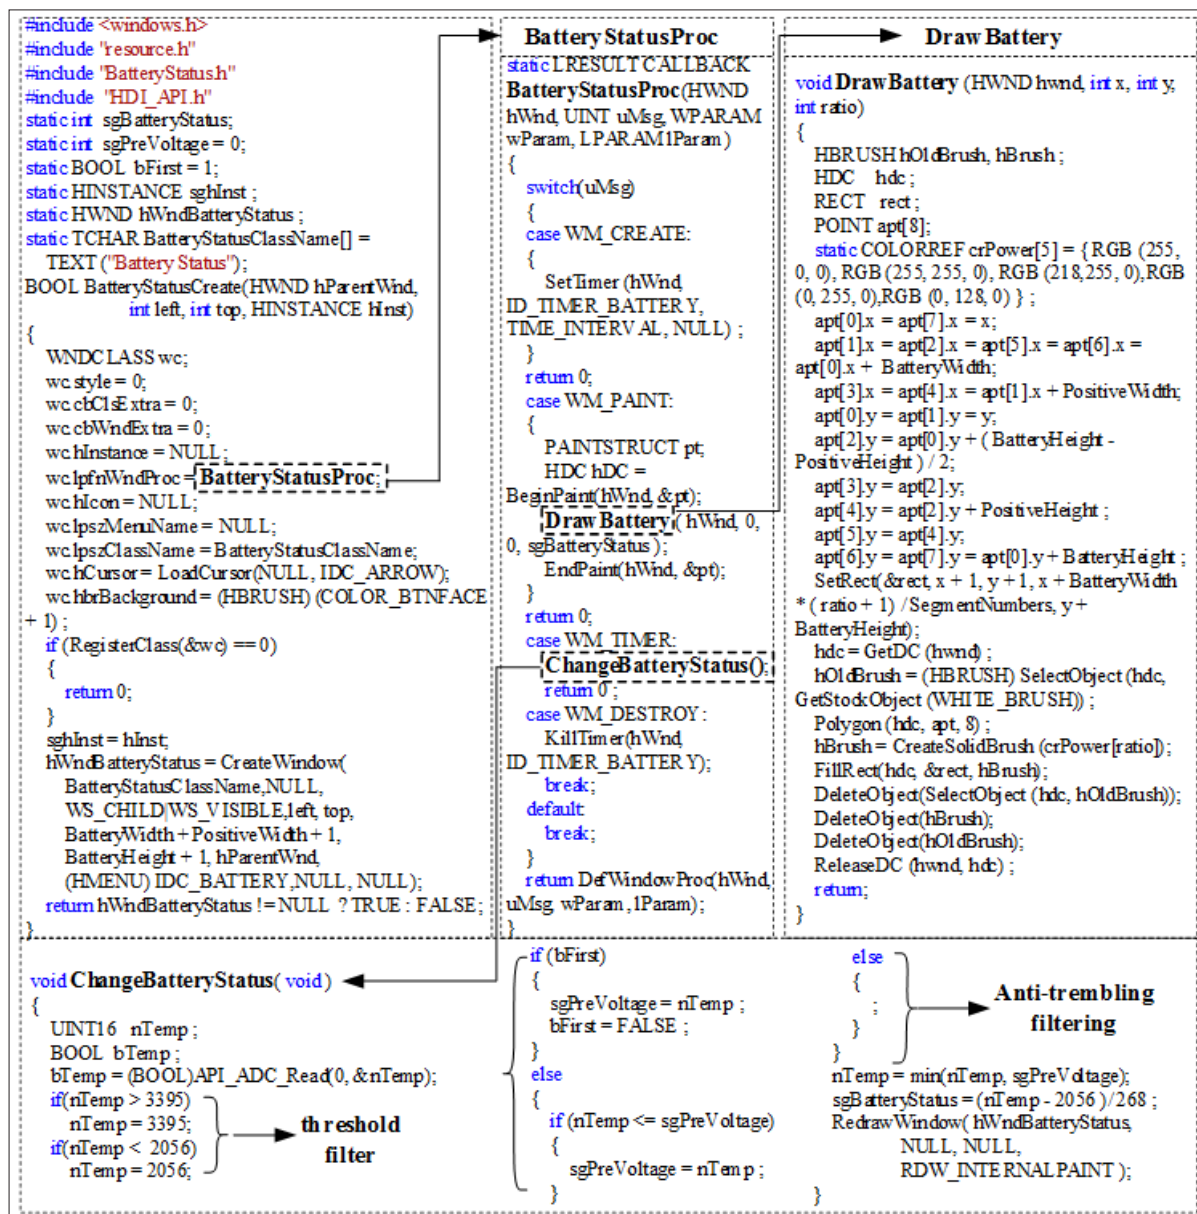 #include <windows.h>
#include "resource.h"
#include "BatteryStatus.h"
#include "HDI_API.h"
static int sgBatteryStatus;
static int sgPreVoltage = 0;
static BOOL bFirst = 1;
static HINSTANCE sghInst ;
static HWND hWndBatteryStatus ;
static TCHAR BatteryStatusClassName[] =
TEXT ("Battery Status");
BOOL BatteryStatusCreate(HWND hParentWnd,
int left, int top, HINSTANCE hInst)
{
WNDCLASS wc;
wc.style = 0;
wc.cbClsExtra = 0;
wc.cbWndExtra = 0;
wc.hInstance = NULL;
wc.lpfnWndProc = BatteryStatusProc;
wc.hIcon = NULL;
wc.lpszMenuName = NULL;
wc.lpszClassName = BatteryStatusClassName;
wc.hCursor = LoadCursor(NULL, IDC_ARROW);
wc.hbrBackground = (HBRUSH) (COLOR_BTNFACE
+ 1) ;
if (RegisterClass(&wc) == 0)
{
return 0;
}
sghInst = hInst;
hWndBatteryStatus = CreateWindow(
BatteryStatusClassName,NULL,
WS_CHILD|WS_VISIBLE,left, top,
BatteryWidth + PositiveWidth + 1,
BatteryHeight + 1, hParentWnd,
(HMENU) IDC_BATTERY,NULL, NULL);
return hWndBatteryStatus != NULL ? TRUE : FALSE;
}
BatteryStatusProc
static LRESULT CALLBACK
BatteryStatusProc(HWND
hWnd, UINT uMsg, WPARAM
wParam, LPARAM lParam )
{
switch(uMsg)
{
case WM_CREATE:
{
SetTimer (hWnd,
ID_TIMER_BATTERY,
TIME_INTERVAL, NULL) ;
}
return 0;
case WM_PAINT:
{
PAINTSTRUCT pt;
HDC hDC =
BeginPaint(hWnd, &pt);
DrawBattery ( hWnd, 0,
0, sgBatteryStatus );
EndPaint(hWnd, &pt);
}
return 0;
case WM_TIMER:
ChangeBatteryStatus();
return 0 ;
case WM_DESTROY:
KillTimer(hWnd,
ID_TIMER_BATTERY);
break;
default:
break;
}
return DefWindowProc(hWnd,
uMsg, wParam ,lParam);
}
DrawBattery
void DrawBattery (HWND hwnd, int x, int y,
int ratio)
{
HBRUSH hOldBrush, hBrush ;
HDC hdc ;
RECT rect ;
POINT apt[8];
static COLORREF crPower[5] = { RGB (255,
0, 0), RGB (255, 255, 0), RGB (218,255, 0),RGB
(0, 255, 0),RGB (0, 128, 0) } ;
apt[0].x = apt[7].x = x;
apt[1].x = apt[2].x = apt[5].x = apt[6].x =
apt[0].x + BatteryWidth;
apt[3].x = apt[4].x = apt[1].x + PositiveWidth;
apt[0].y = apt[1].y = y;
apt[2].y = apt[0].y + ( BatteryHeight -
PositiveHeight ) / 2;
apt[3].y = apt[2].y;
apt[4].y = apt[2].y + PositiveHeight ;
apt[5].y = apt[4].y;
apt[6].y = apt[7].y = apt[0].y + BatteryHeight ;
SetRect(&rect, x + 1, y + 1, x + BatteryWidth
* ( ratio + 1) / SegmentNumbers, y +
BatteryHeight);
hdc = GetDC (hwnd) ;
hOldBrush = (HBRUSH) SelectObject (hdc,
GetStockObject (WHITE_BRUSH)) ;
Polygon (hdc, apt, 8) ;
hBrush = CreateSolidBrush (crPower[ratio]);
FillRect(hdc, &rect, hBrush);
DeleteObject(SelectObject (hdc, hOldBrush));
DeleteObject(hBrush);
DeleteObject(hOldBrush);
ReleaseDC (hwnd, hdc) ;
return;
}
void ChangeBatteryStatus( void )
{
UINT16 nTemp ;
BOOL bTemp ;
bTemp = (BOOL)API_ADC_Read(0, &nTemp);
if(nTemp > 3395)
nTemp = 3395;
if(nTemp < 2056)
nTemp = 2056;
threshold
filter
if (bFirst)
{
sgPreVoltage = nTemp ;
bFirst = FALSE ;
}
else
{
if (nTemp <= sgPreVoltage)
{
sgPreVoltage = nTemp ;
}
else
{
;
}
}
Anti-trembling
filtering
nTemp = min(nTemp, sgPreVoltage);
sgBatteryStatus = (nTemp - 2056 )/268 ;
RedrawWindow( hWndBatteryStatus,
NULL, NULL,
RDW_INTERNALPAINT );
}